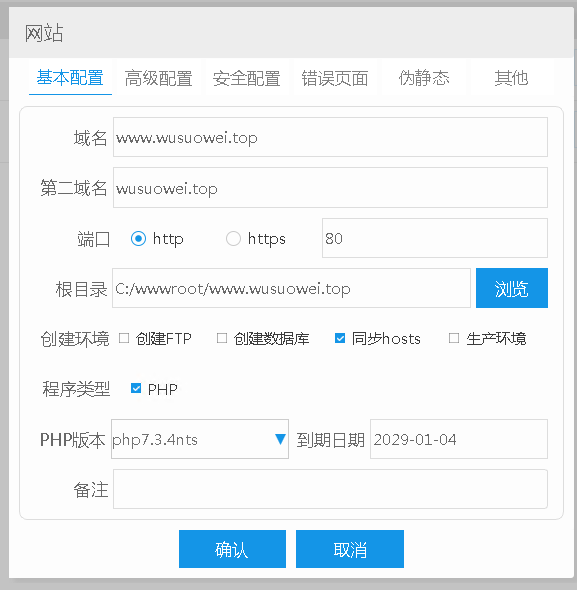 网站
基本配置 高级配置 安全配置 错误页面 伪静态 其他
域名 www.wusuowei.top
第二域名 wusuowei.top
端口 http https 80
根目录 C:/wwwroot/www.wusuowei.top 浏览
创建环境 创建FTP 创建数据库 同步hosts 生产环境
程序类型 PHP
PHP版本 php7.3.4nts 到期日期 2029-01-04
备注
确认 取消